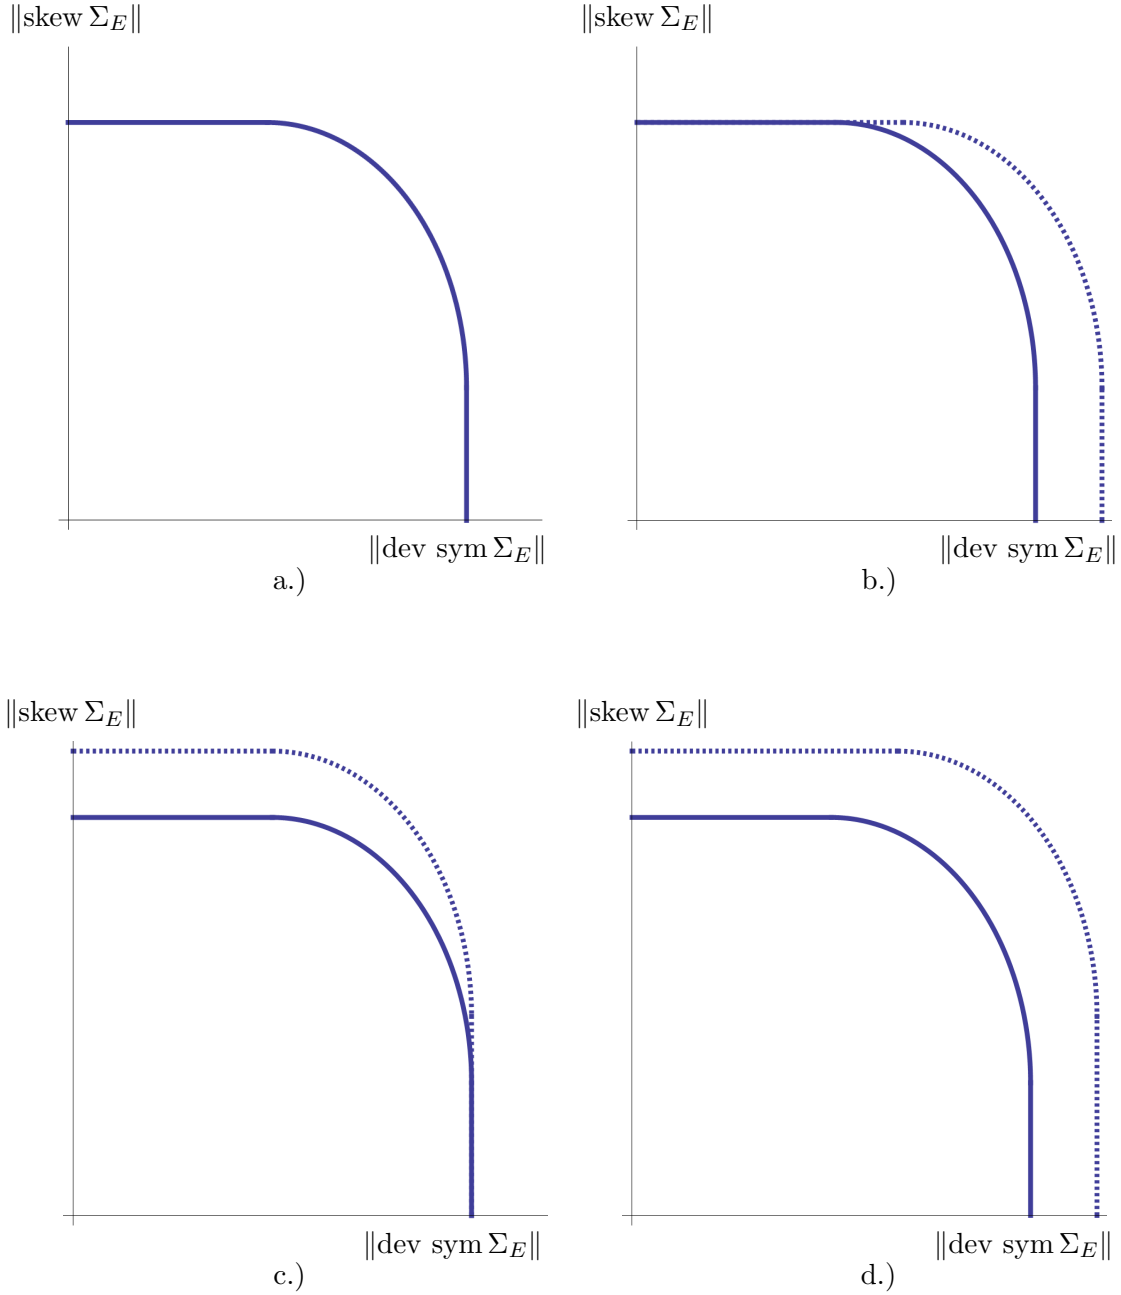 ‖skew Σ_E‖
‖dev sym Σ_E‖
a.)
‖skew Σ_E‖
‖dev sym Σ_E‖
b.)
‖skew Σ_E‖
‖dev sym Σ_E‖
c.)
‖skew Σ_E‖
‖dev sym Σ_E‖
d.)